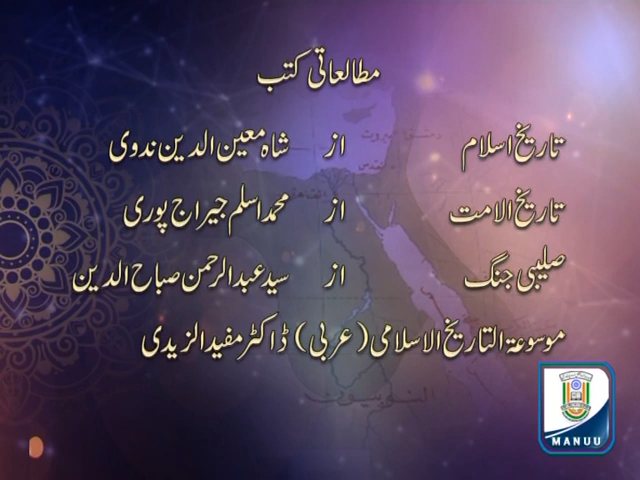 مطالعاتی کتب
تاریخ اسلام از شاہ معین الدین ندوی
تاریخ الامت از محمد اسلم جیراج پوری
صلیبی جنگ از سید عبدالرحمن صباح الدین
موسوعۃ التاریخ الاسلامی (عربی) ڈاکٹر مفید الزیدی
MANUU